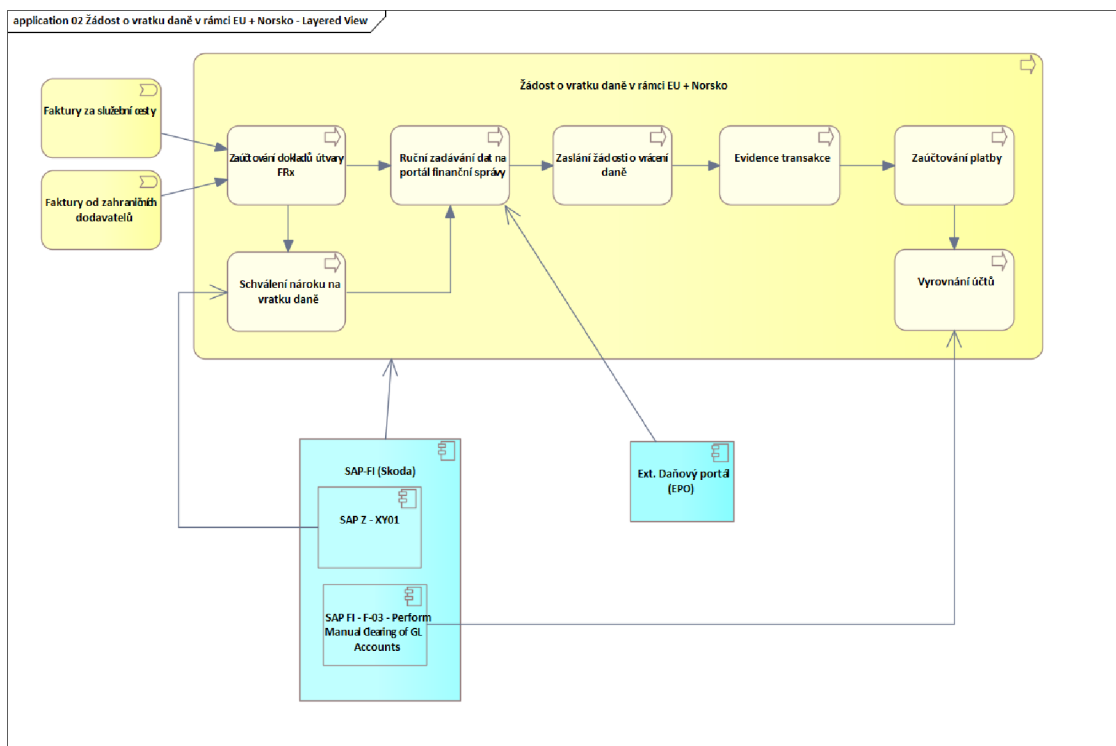 application 02 Žádost o vratku daně v rámci EU + Norsko - Layered View
Žádost o vratku daně v rámci EU + Norsko
Faktury za služební cesty
Faktury od zahraničních
dodavatelů
Zaúčtování dokladů útvary
FRx
Ruční zadávání dat na
portál finanční správy
Zaslání žádosti o vrácení
daně
Evidence transakce
Zaúčtování platby
Schválení nároku na
vratku daně
Vyrovnání účtů
SAP-FI (Skoda)
SAP Z - XY01
SAP FI - F-03 - Perform
Manual Clearing of GL
Accounts
Ext. Daňový portál
(EPO)